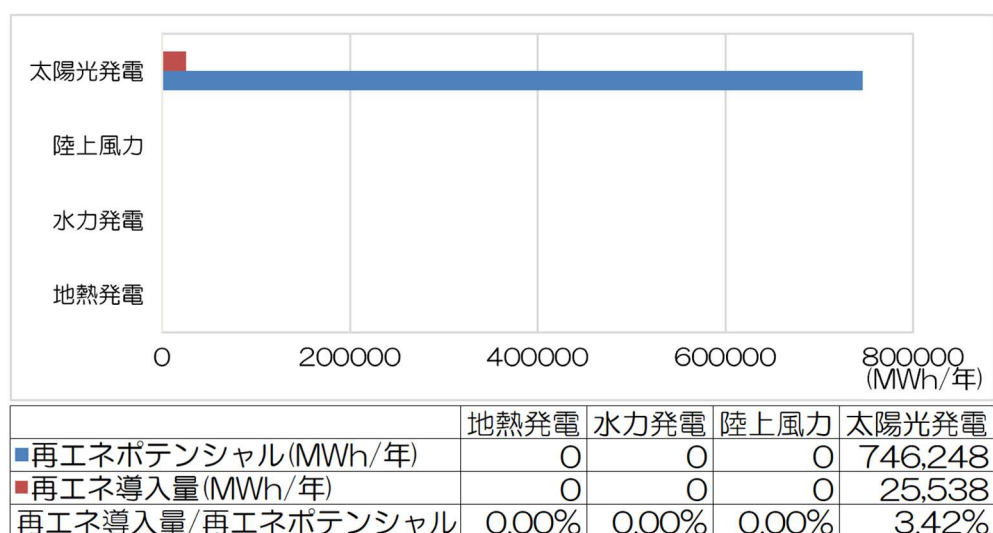 太陽光発電
陸上風力
水力発電
地熱発電
0 200000 400000 600000 800000
(MWh/年)
地熱発電 水力発電 陸上風力 太陽光発電
■再エネポテンシャル(MWh/年) 0 0 0 746,248
■再エネ導入量(MWh/年) 0 0 0 25,538
再エネ導入量/再エネポテンシャル 0.00% 0.00% 0.00% 3.42%